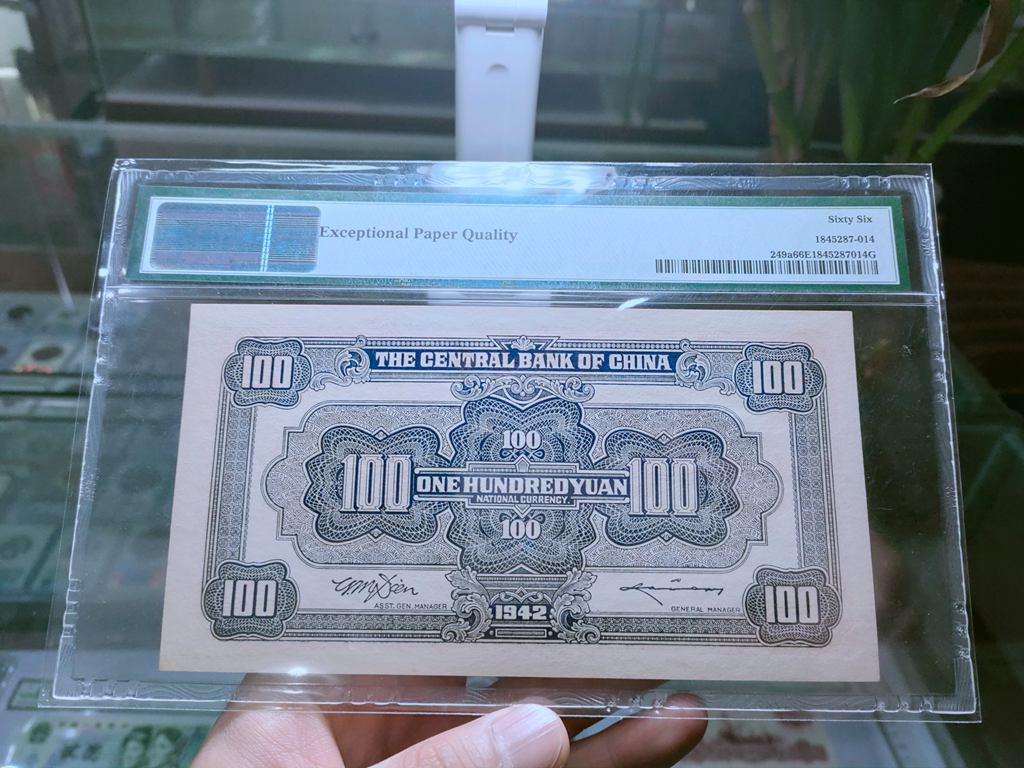 Sixty Six
Exceptional Paper Quality
1845287-014
249a66E1845287014G
THE CENTRAL BANK OF CHINA
100
100
100
100
100
100
ONE HUNDRED YUAN
NATIONAL CURRENCY.
100
100
100
ASST. GEN. MANAGER
GENERAL MANAGER
1942